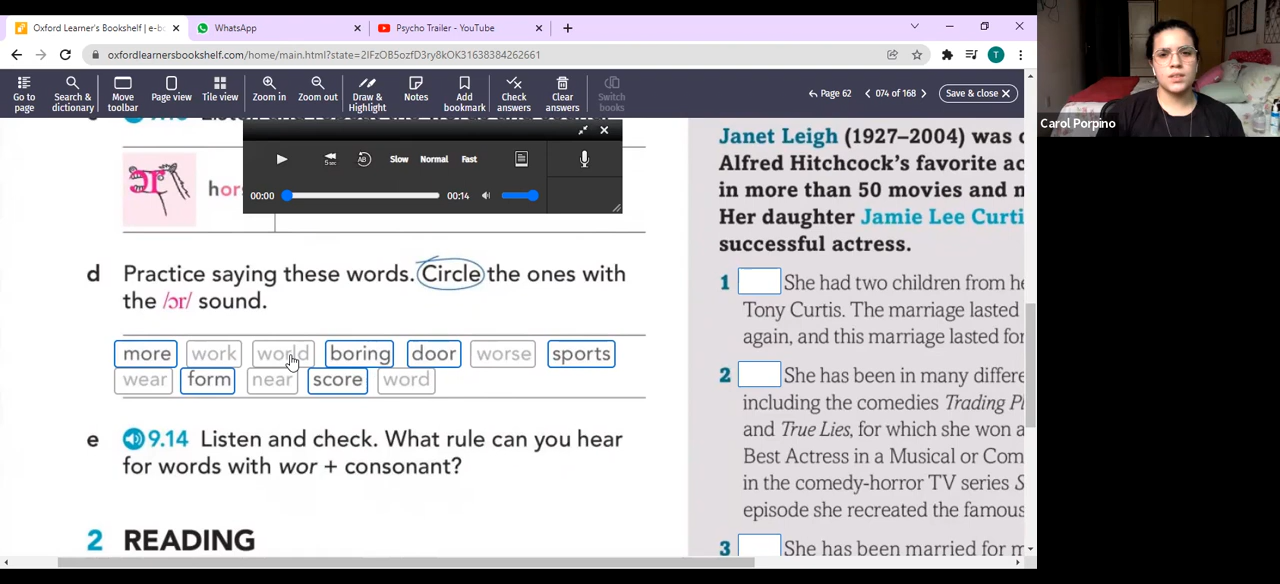 Oxford Learner's Bookshelf | e-b
WhatsApp
Psycho Trailer - YouTube
oxfordlearnersbookshelf.com/home/main.html?state=2IFzOB5ozfD3ry8kOK31638384262661
T
Go to page
Search & dictionary
Move toolbar
Page view
Tile view
Zoom in
Zoom out
Draw & Highlight
Notes
Add bookmark
Check answers
Clear answers
Switch books
Page 62
074 of 168
Save & close
Carol Porpino
5 sec
AB
Slow
Normal
Fast
00:00
00:14
ɔr
hors
d Practice saying these words. Circle the ones with
the /ɔr/ sound.
more work world boring door worse sports
wear form near score word
e 9.14 Listen and check. What rule can you hear
for words with wor + consonant?
2 READING
Janet Leigh (1927–2004) was
Alfred Hitchcock's favorite ac
in more than 50 movies and
Her daughter Jamie Lee Curti
successful actress.
1 She had two children from he
Tony Curtis. The marriage lasted
again, and this marriage lasted for
2 She has been in many differe
including the comedies Trading Pl
and True Lies, for which she won a
Best Actress in a Musical or Com
in the comedy-horror TV series S
episode she recreated the famous
3 She has been married for m